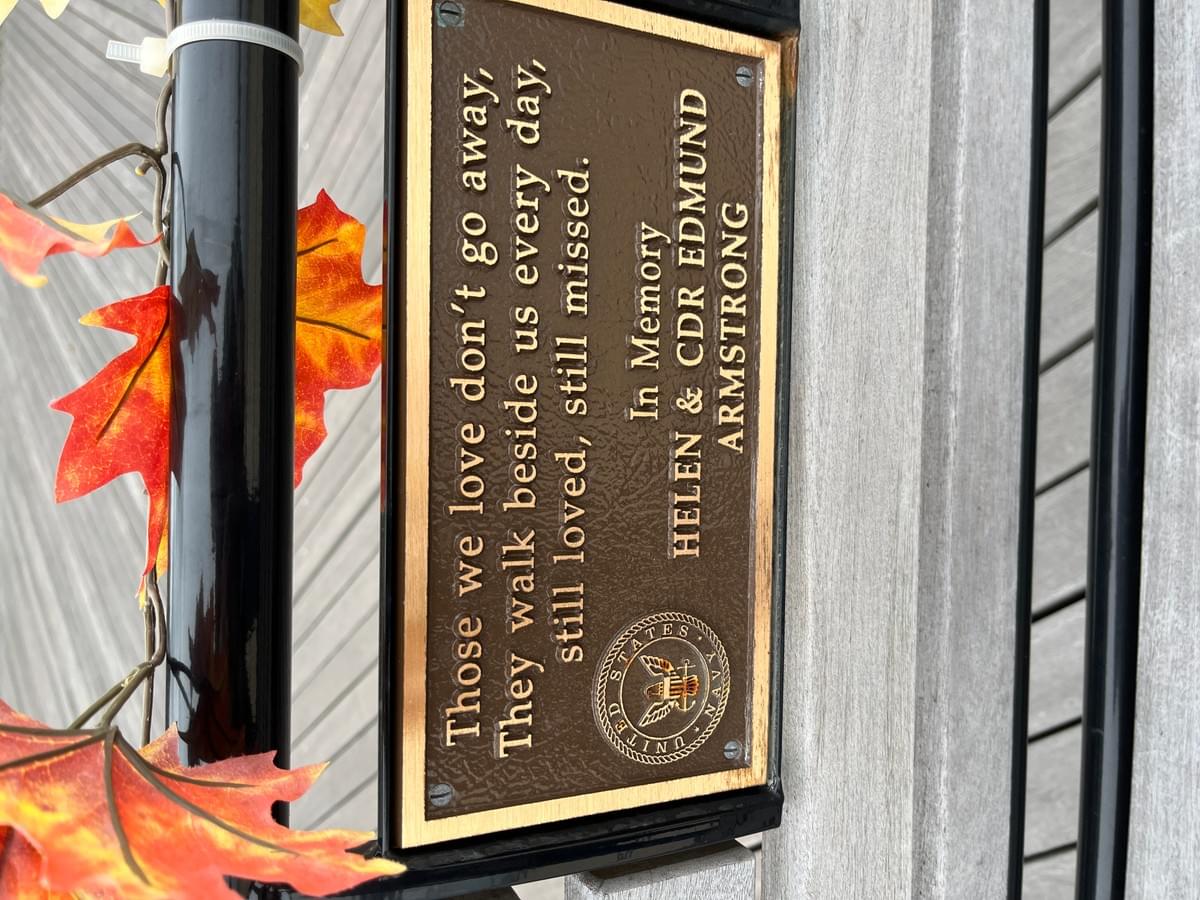 Those we love don't go away,
They walk beside us every day,
still loved, still missed.
In Memory
HELEN & CDR EDMUND
ARMSTRONG
UNITED STATES NAVY